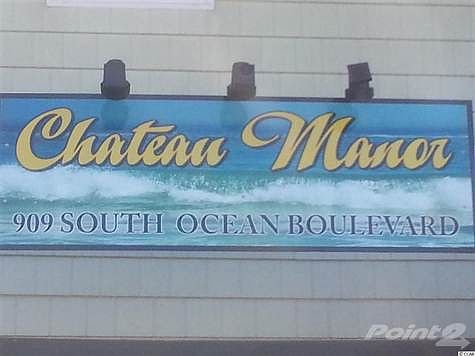 Chateau Manor
909 SOUTH OCEAN BOULEVARD
Point2